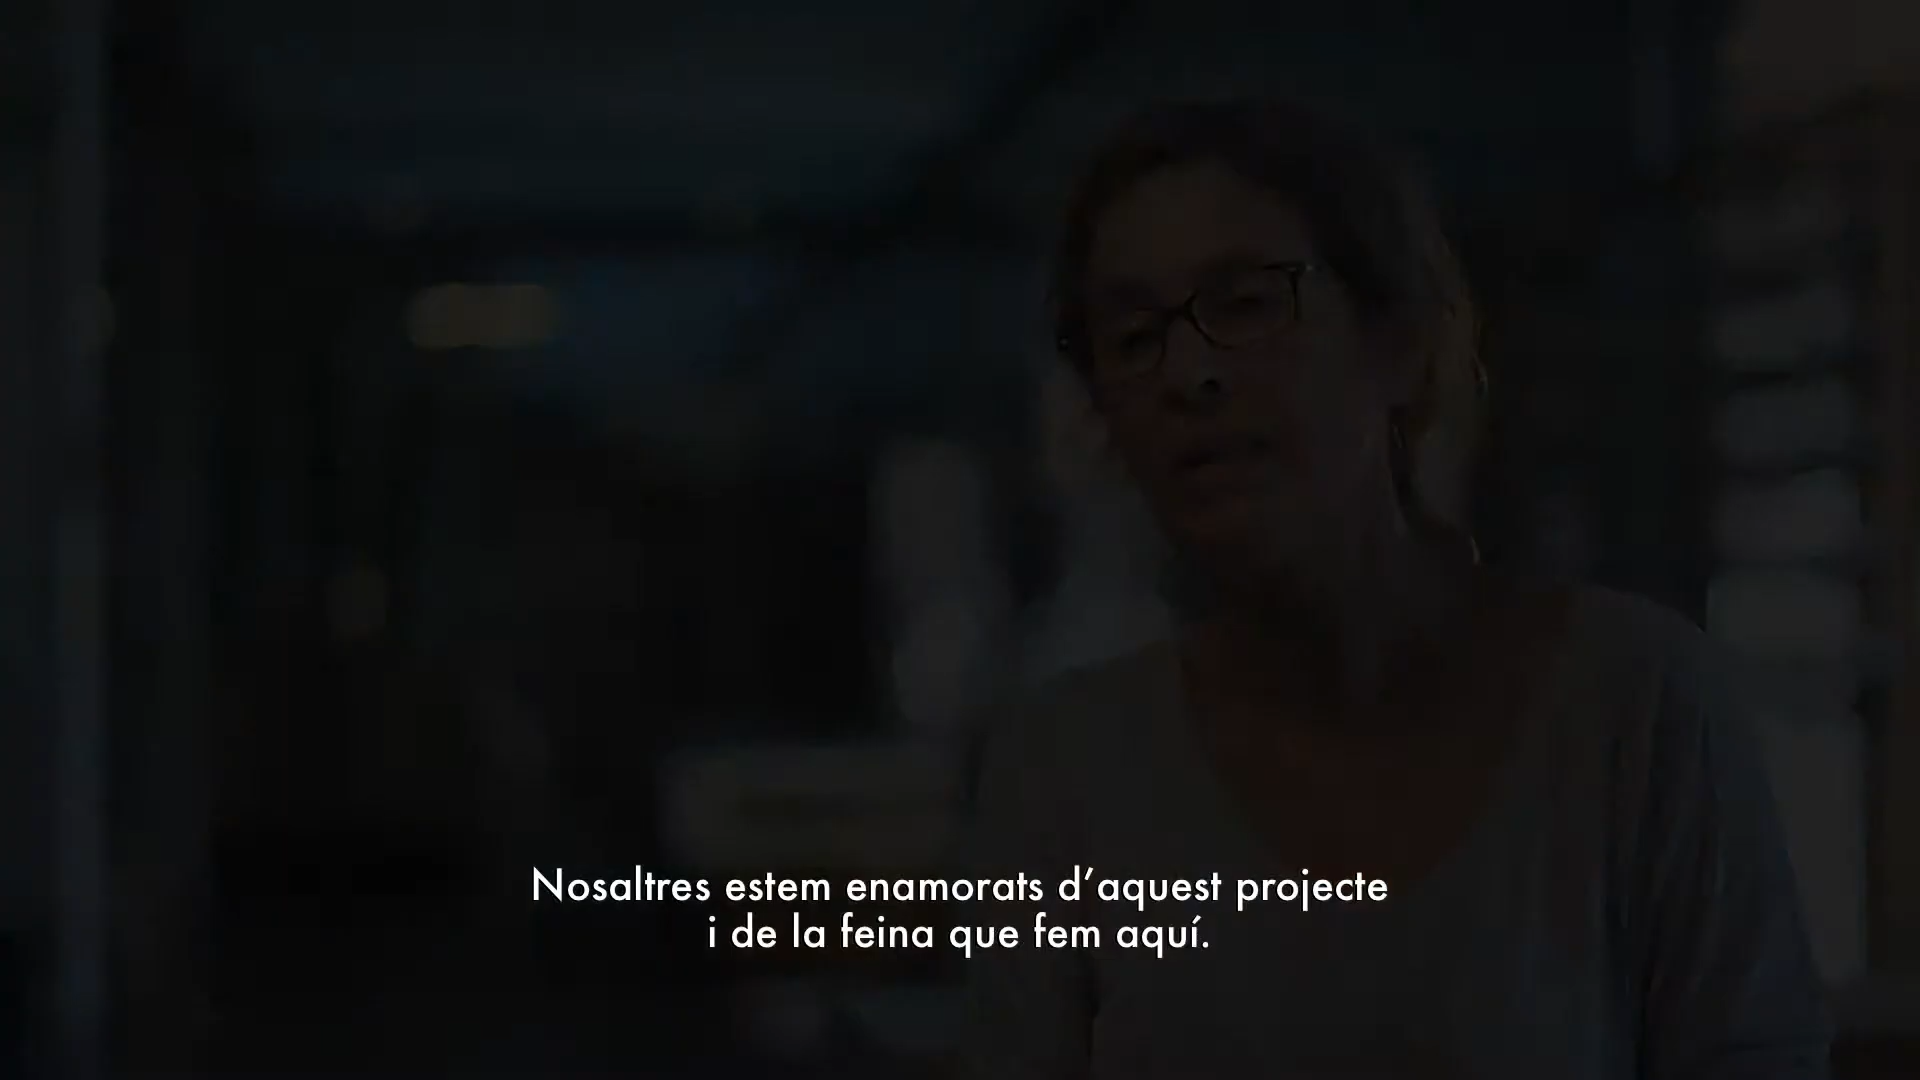 Nosaltres estem enamorats d’aquest projecte
i de la feina que fem aquí.